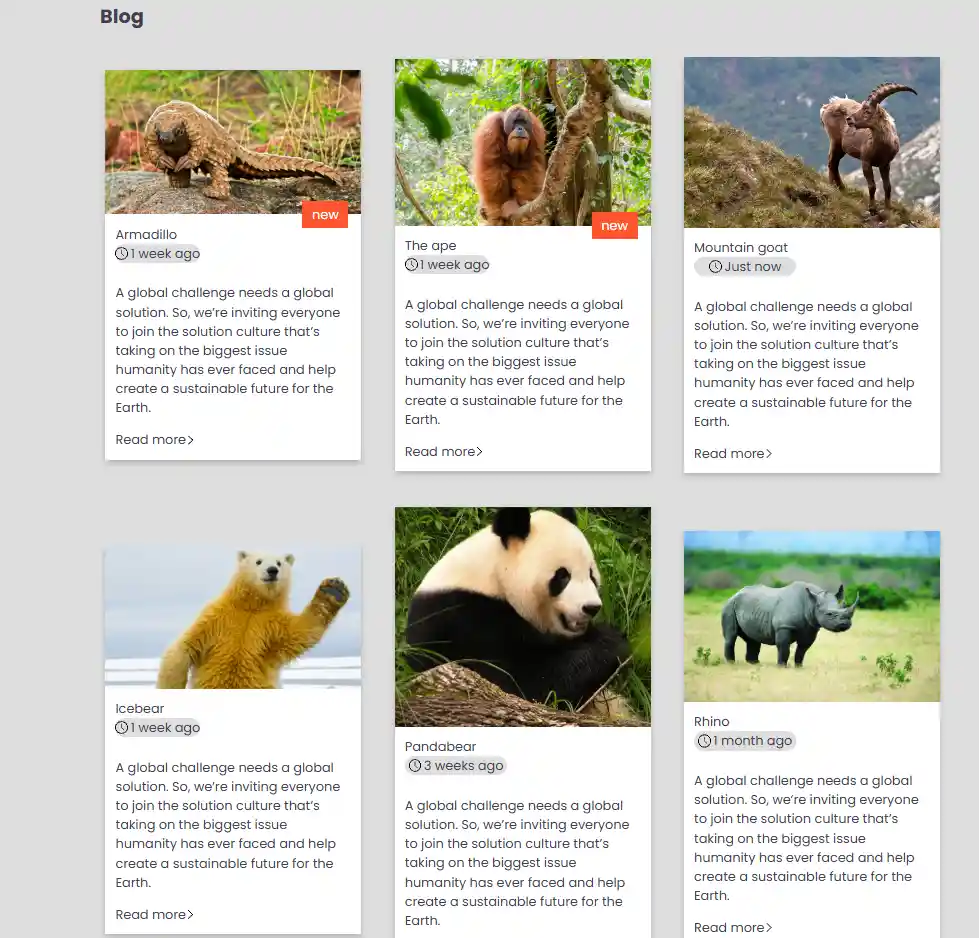 Blog
new
Armadillo
1 week ago
A global challenge needs a global
solution. So, we’re inviting everyone
to join the solution culture that’s
taking on the biggest issue
humanity has ever faced and help
create a sustainable future for the
Earth.
Read more
new
The ape
1 week ago
A global challenge needs a global
solution. So, we’re inviting everyone
to join the solution culture that’s
taking on the biggest issue
humanity has ever faced and help
create a sustainable future for the
Earth.
Read more
Mountain goat
Just now
A global challenge needs a global
solution. So, we’re inviting everyone
to join the solution culture that’s
taking on the biggest issue
humanity has ever faced and help
create a sustainable future for the
Earth.
Read more
Icebear
1 week ago
A global challenge needs a global
solution. So, we’re inviting everyone
to join the solution culture that’s
taking on the biggest issue
humanity has ever faced and help
create a sustainable future for the
Earth.
Read more
Pandabear
3 weeks ago
A global challenge needs a global
solution. So, we’re inviting everyone
to join the solution culture that’s
taking on the biggest issue
humanity has ever faced and help
create a sustainable future for the
Earth.
Rhino
1 month ago
A global challenge needs a global
solution. So, we’re inviting everyone
to join the solution culture that’s
taking on the biggest issue
humanity has ever faced and help
create a sustainable future for the
Earth.
Read more